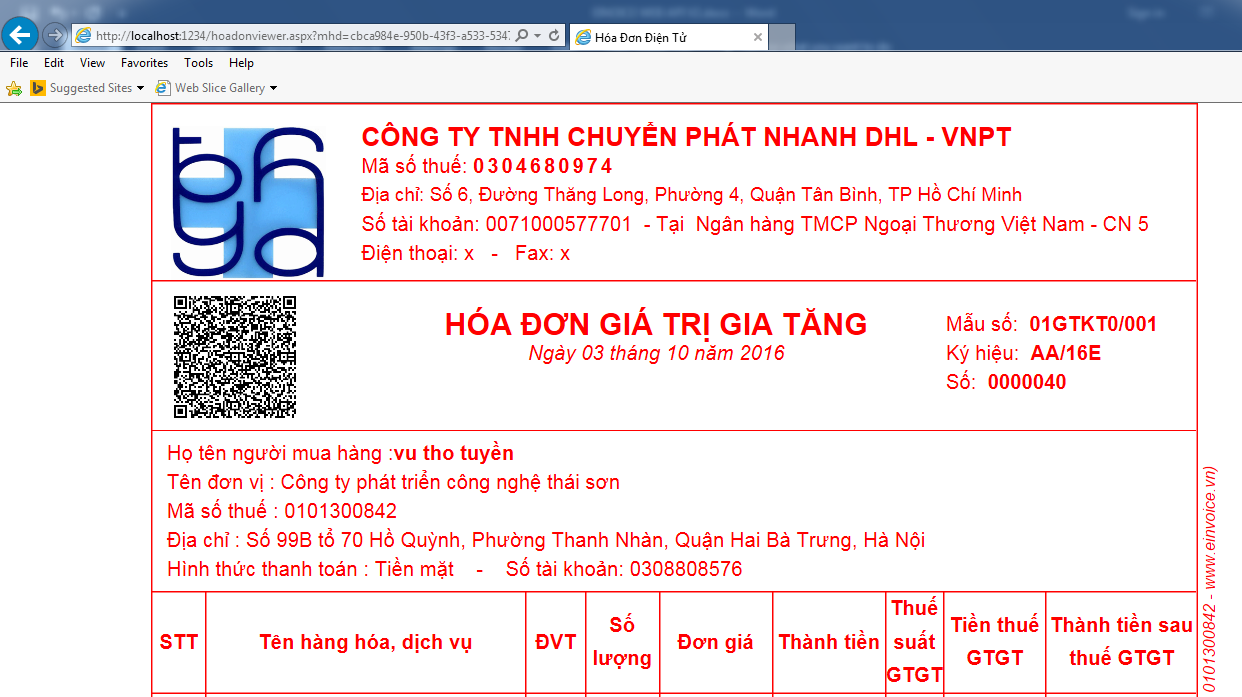 http://localhost:1234/hoadonviewer.aspx?mhd=cbca984e-950b-43f3-a533-534
Hóa Đơn Điện Tử
File Edit View Favorites Tools Help
Suggested Sites Web Slice Gallery
CÔNG TY TNHH CHUYỂN PHÁT NHANH DHL - VNPT
Mã số thuế: 0304680974
Địa chỉ: Số 6, Đường Thăng Long, Phường 4, Quận Tân Bình, TP Hồ Chí Minh
Số tài khoản: 0071000577701 - Tại Ngân hàng TMCP Ngoại Thương Việt Nam - CN 5
Điện thoại: x - Fax: x
HÓA ĐƠN GIÁ TRỊ GIA TĂNG
Ngày 03 tháng 10 năm 2016
Mẫu số: 01GTKT0/001
Ký hiệu: AA/16E
Số: 0000040
Họ tên người mua hàng :vu tho tuyền
Tên đơn vị : Công ty phát triển công nghệ thái sơn
Mã số thuế : 0101300842
Địa chỉ : Số 99B tổ 70 Hồ Quỳnh, Phường Thanh Nhàn, Quận Hai Bà Trưng, Hà Nội
Hình thức thanh toán : Tiền mặt - Số tài khoản: 0308808576
STT
Tên hàng hóa, dịch vụ
ĐVT
Số
lượng
Đơn giá
Thành tiền
Thuế
suất
GTGT
Tiền thuế
GTGT
Thành tiền sau
thuế GTGT
0101300842 - www.einvoice.vn)